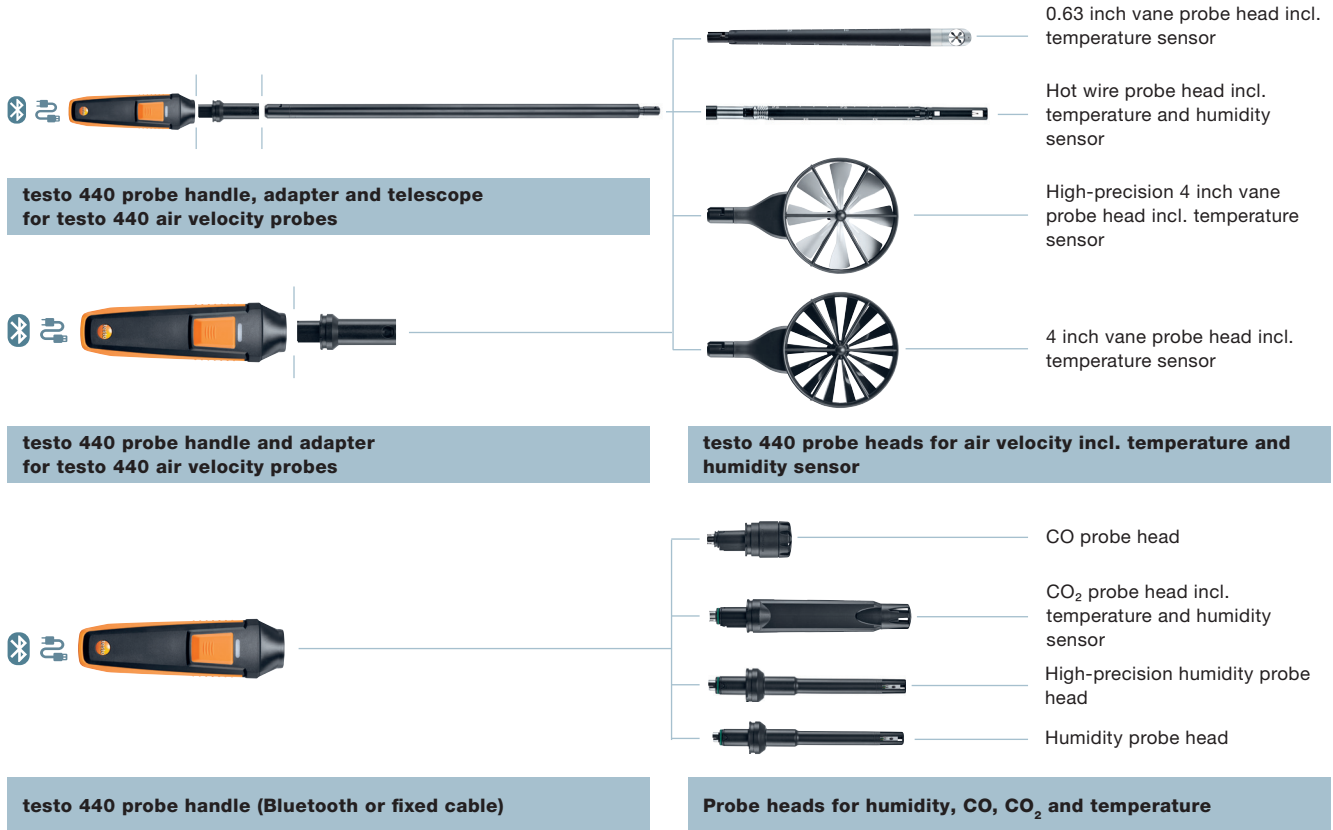 0.63 inch vane probe head incl.
temperature sensor
Hot wire probe head incl.
temperature and humidity
sensor
testo 440 probe handle, adapter and telescope
for testo 440 air velocity probes
High-precision 4 inch vane
probe head incl. temperature
sensor
4 inch vane probe head incl.
temperature sensor
testo 440 probe handle and adapter
for testo 440 air velocity probes
testo 440 probe heads for air velocity incl. temperature and
humidity sensor
CO probe head
CO₂ probe head incl.
temperature and humidity
sensor
High-precision humidity probe
head
Humidity probe head
testo 440 probe handle (Bluetooth or fixed cable)
Probe heads for humidity, CO, CO₂ and temperature